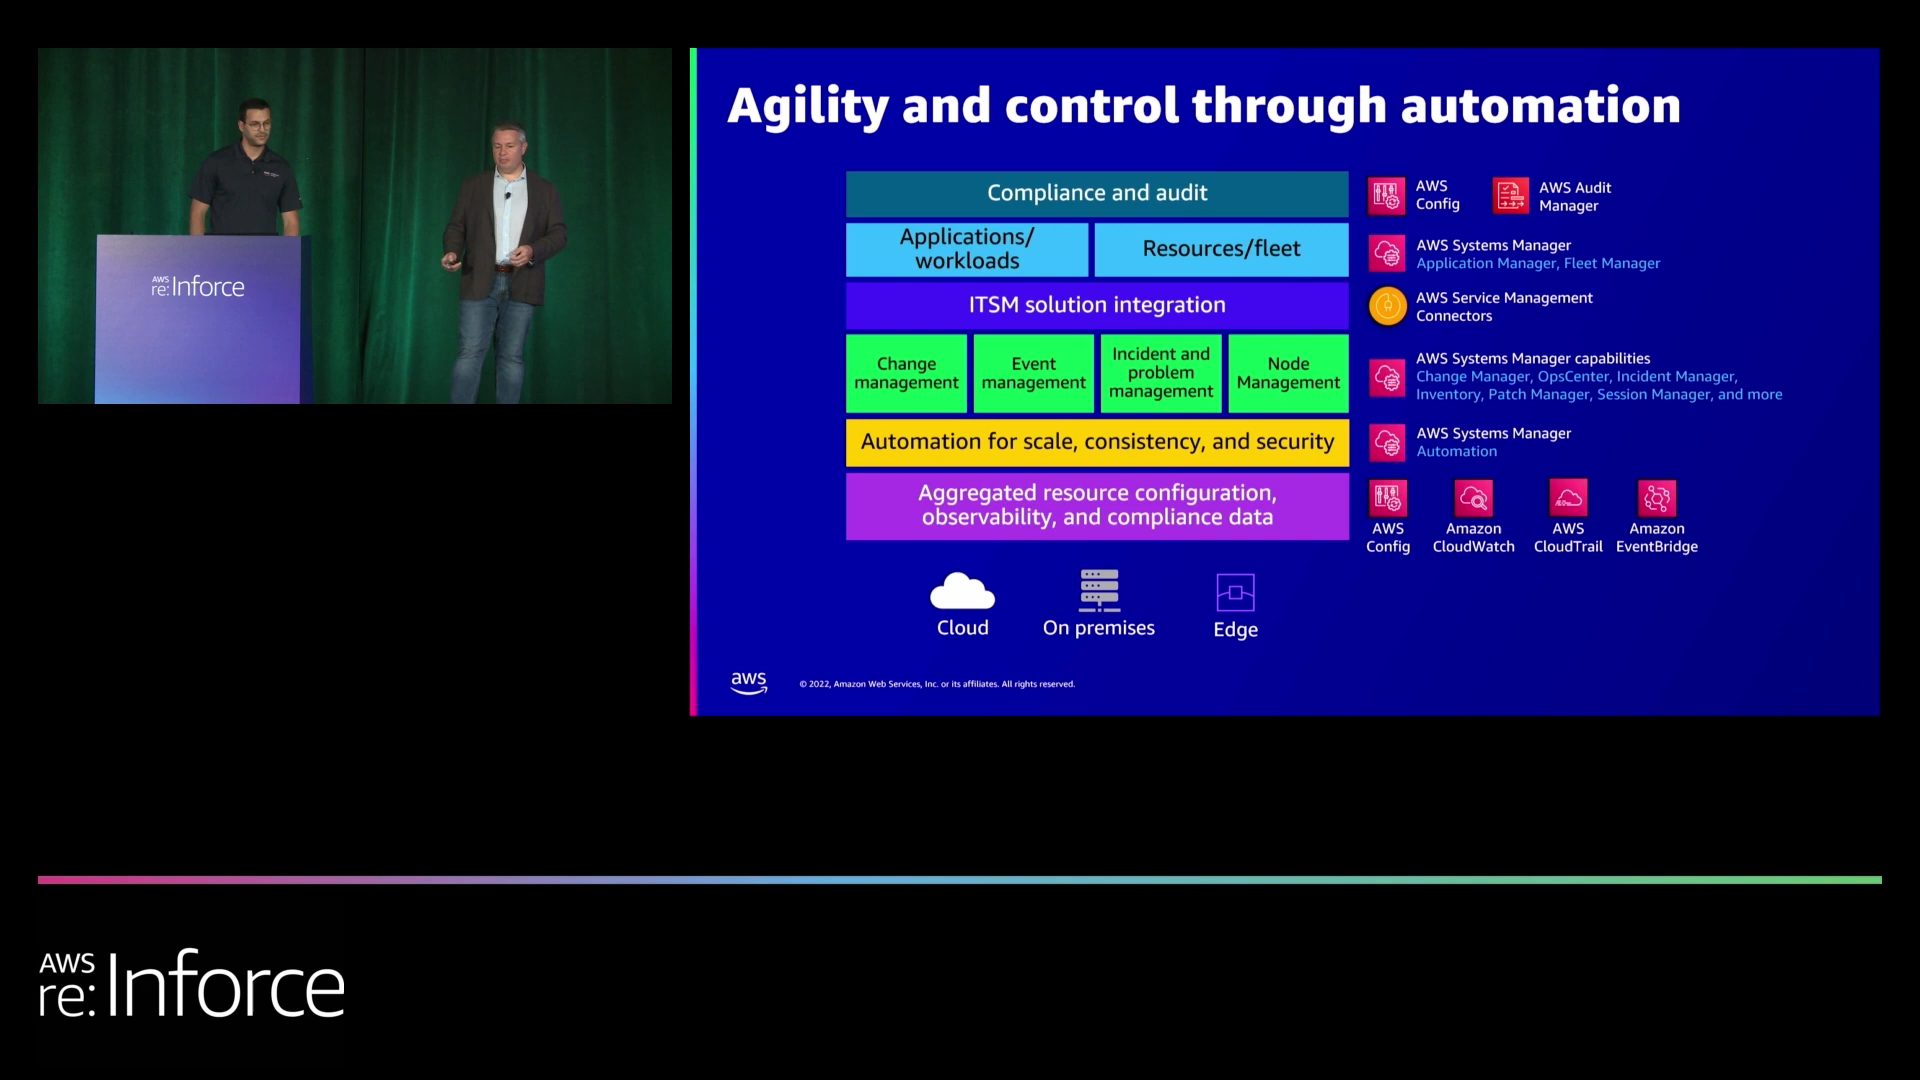 AWS
re:Inforce
Agility and control through automation
Compliance and audit
AWS
Config
AWS Audit
Manager
Applications/
workloads
Resources/fleet
AWS Systems Manager
Application Manager, Fleet Manager
ITSM solution integration
AWS Service Management
Connectors
Change
management
Event
management
Incident and
problem
management
Node
Management
AWS Systems Manager capabilities
Change Manager, OpsCenter, Incident Manager,
Inventory, Patch Manager, Session Manager, and more
Automation for scale, consistency, and security
AWS Systems Manager
Automation
Aggregated resource configuration,
observability, and compliance data
AWS
Config
Amazon
CloudWatch
AWS
CloudTrail
Amazon
EventBridge
Cloud
On premises
Edge
aws
© 2022, Amazon Web Services, Inc. or its affiliates. All rights reserved.
AWS
re:Inforce